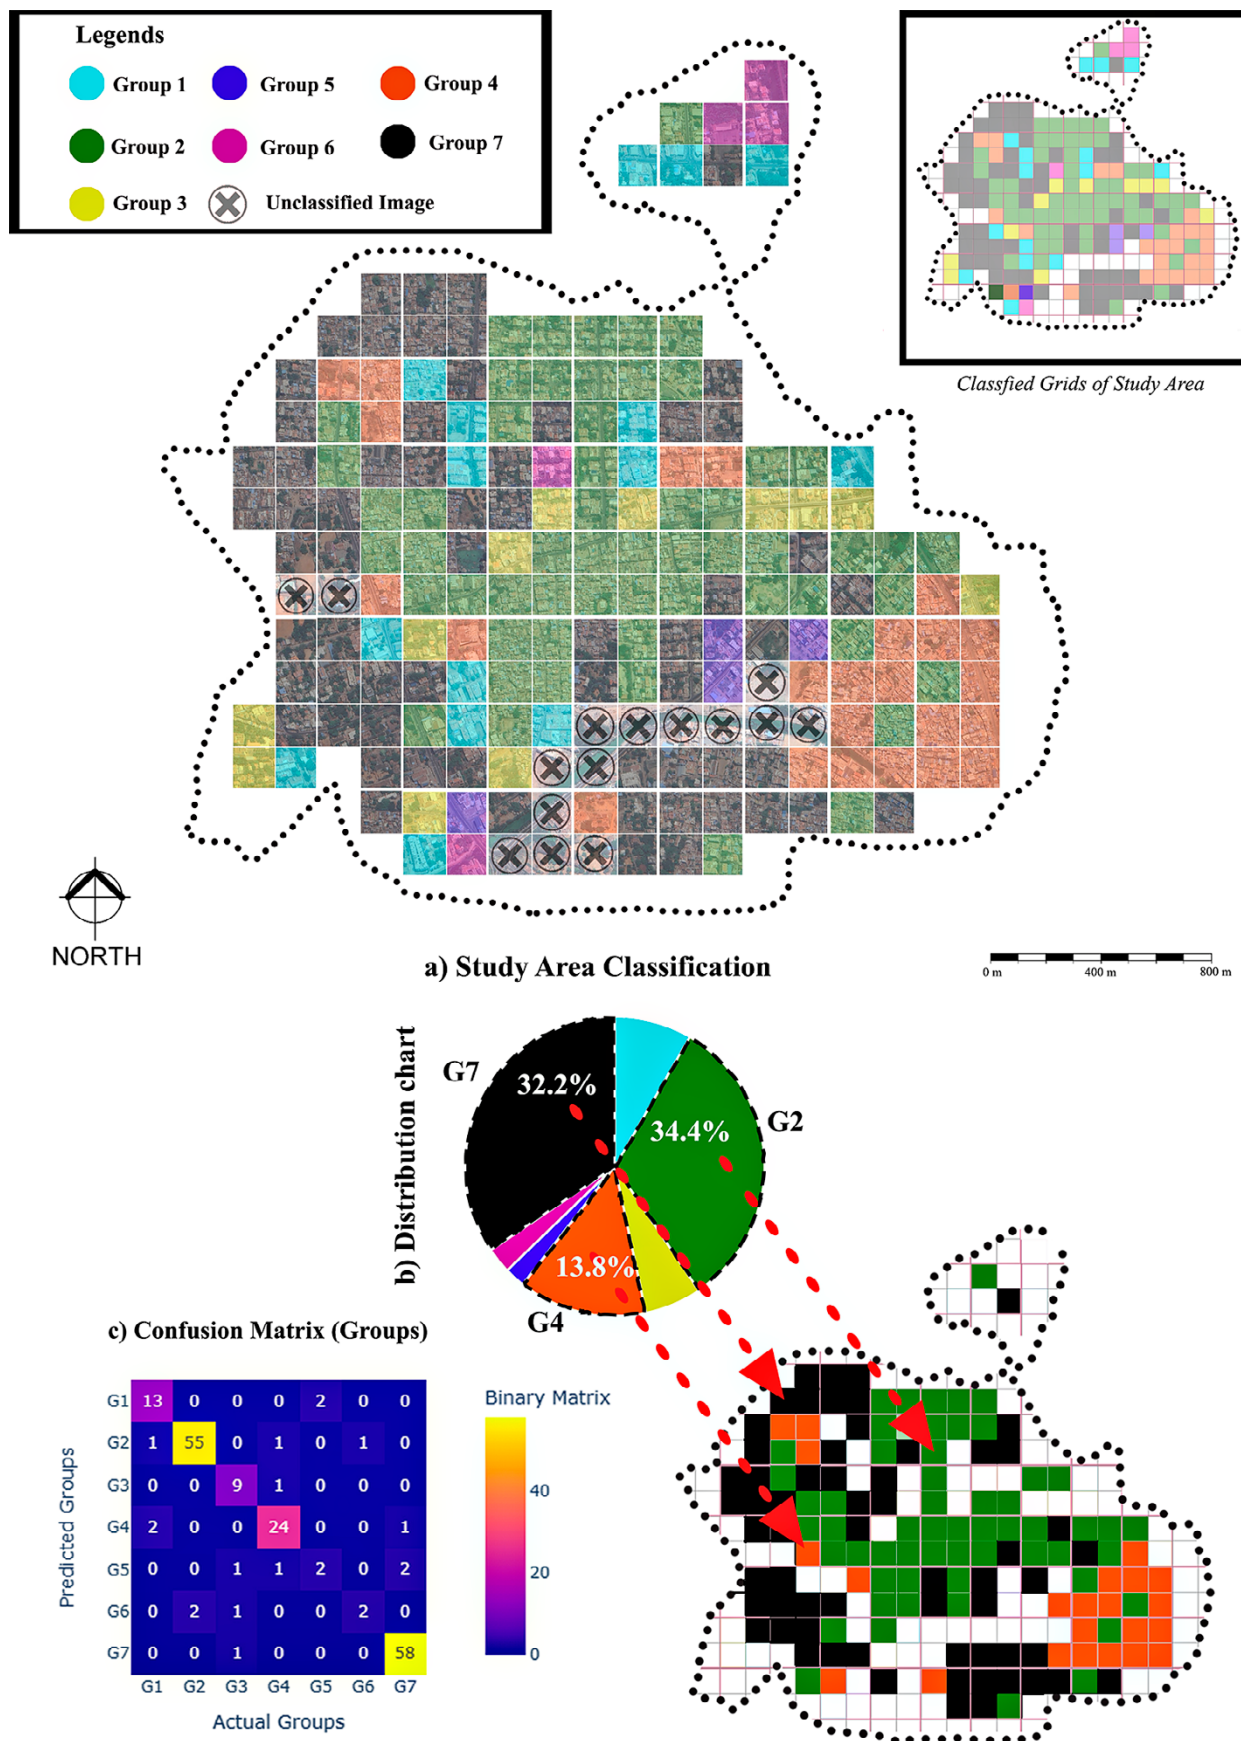 Legends
Group 1
Group 5
Group 4
Group 2
Group 6
Group 7
Group 3
Unclassified Image
Classfied Grids of Study Area
NORTH
a) Study Area Classification
0 m 400 m 800 m
b) Distribution chart
G7
32.2%
34.4%
G2
13.8%
G4
c) Confusion Matrix (Groups)
Predicted Groups
G1 13 0 0 0 2 0 0
G2 1 55 0 1 0 1 0
G3 0 0 9 1 0 0 0
G4 2 0 0 24 0 0 1
G5 0 0 1 1 2 0 2
G6 0 2 1 0 0 2 0
G7 0 0 1 0 0 0 58
G1 G2 G3 G4 G5 G6 G7
Actual Groups
Binary Matrix
40
20
0